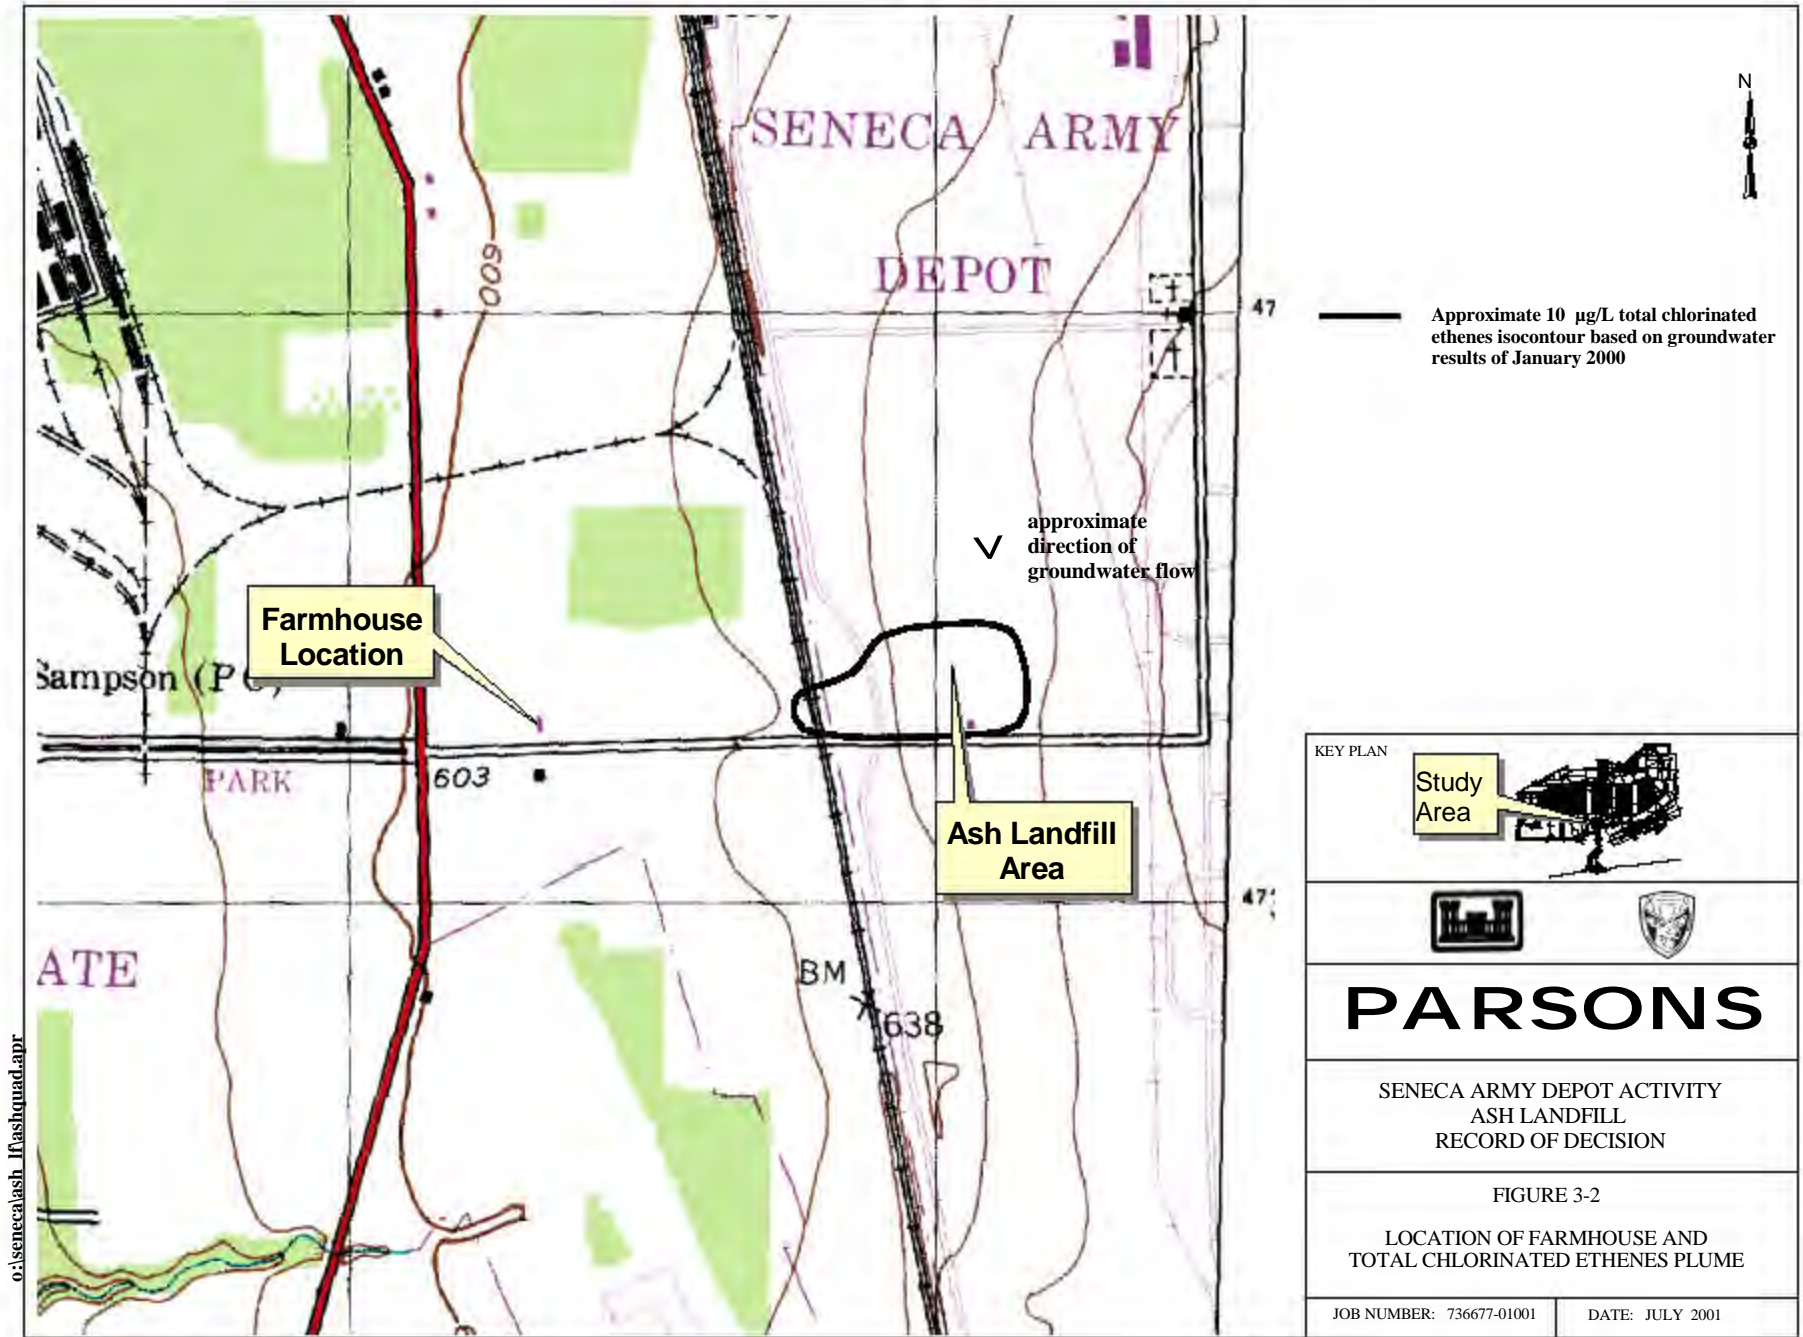 SENECA ARMY
DEPOT
600
47
N
Approximate 10 µg/L total chlorinated
ethenes isocontour based on groundwater
results of January 2000
approximate
direction of
groundwater flow
Farmhouse
Location
Sampson (P
PARK
603
Ash Landfill
Area
47
ATE
BM
638
KEY PLAN
Study
Area
PARSONS
SENECA ARMY DEPOT ACTIVITY
ASH LANDFILL
RECORD OF DECISION
FIGURE 3-2
LOCATION OF FARMHOUSE AND
TOTAL CHLORINATED ETHENES PLUME
JOB NUMBER: 736677-01001
DATE: JULY 2001
o:\seneca\ash_lf\ashquad.apr